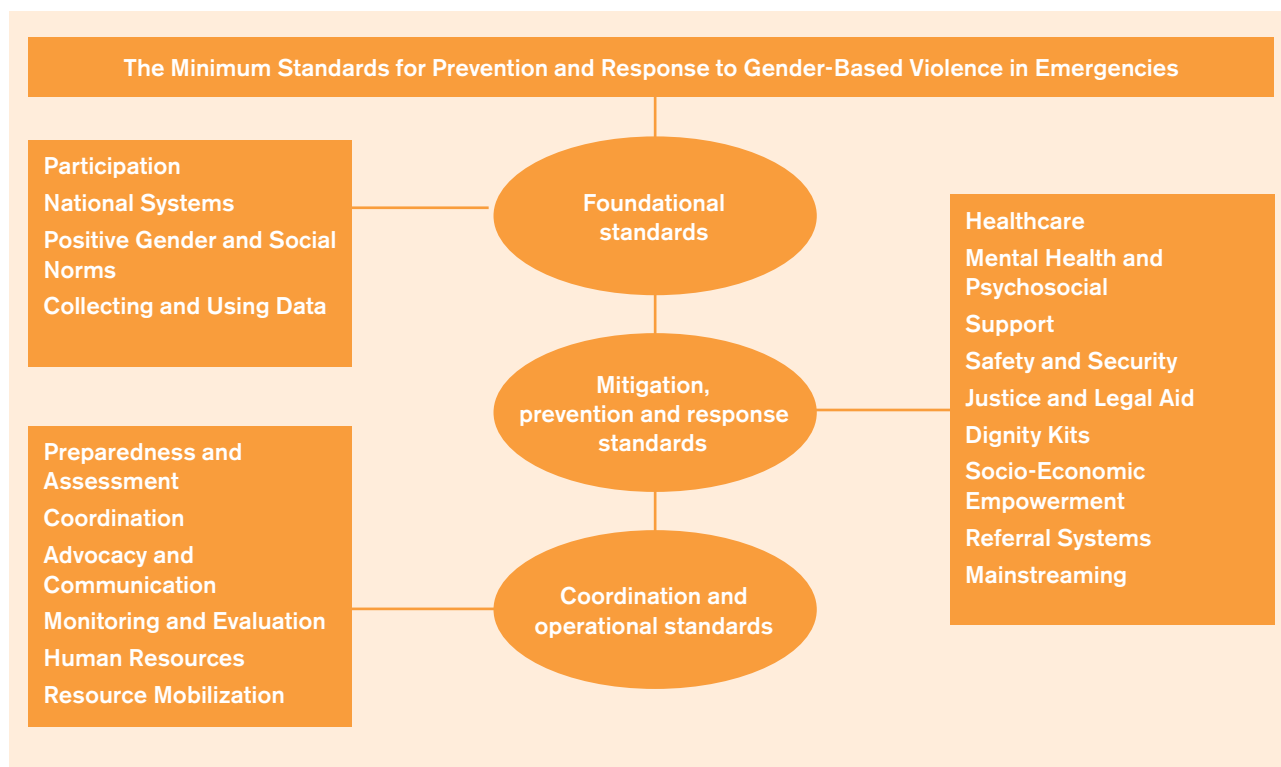 The Minimum Standards for Prevention and Response to Gender-Based Violence in Emergencies
Participation
National Systems
Positive Gender and Social
Norms
Collecting and Using Data
Foundational
standards
Healthcare
Mental Health and
Psychosocial
Support
Safety and Security
Justice and Legal Aid
Dignity Kits
Socio-Economic
Empowerment
Referral Systems
Mainstreaming
Mitigation,
prevention and response
standards
Preparedness and
Assessment
Coordination
Advocacy and
Communication
Monitoring and Evaluation
Human Resources
Resource Mobilization
Coordination and
operational standards